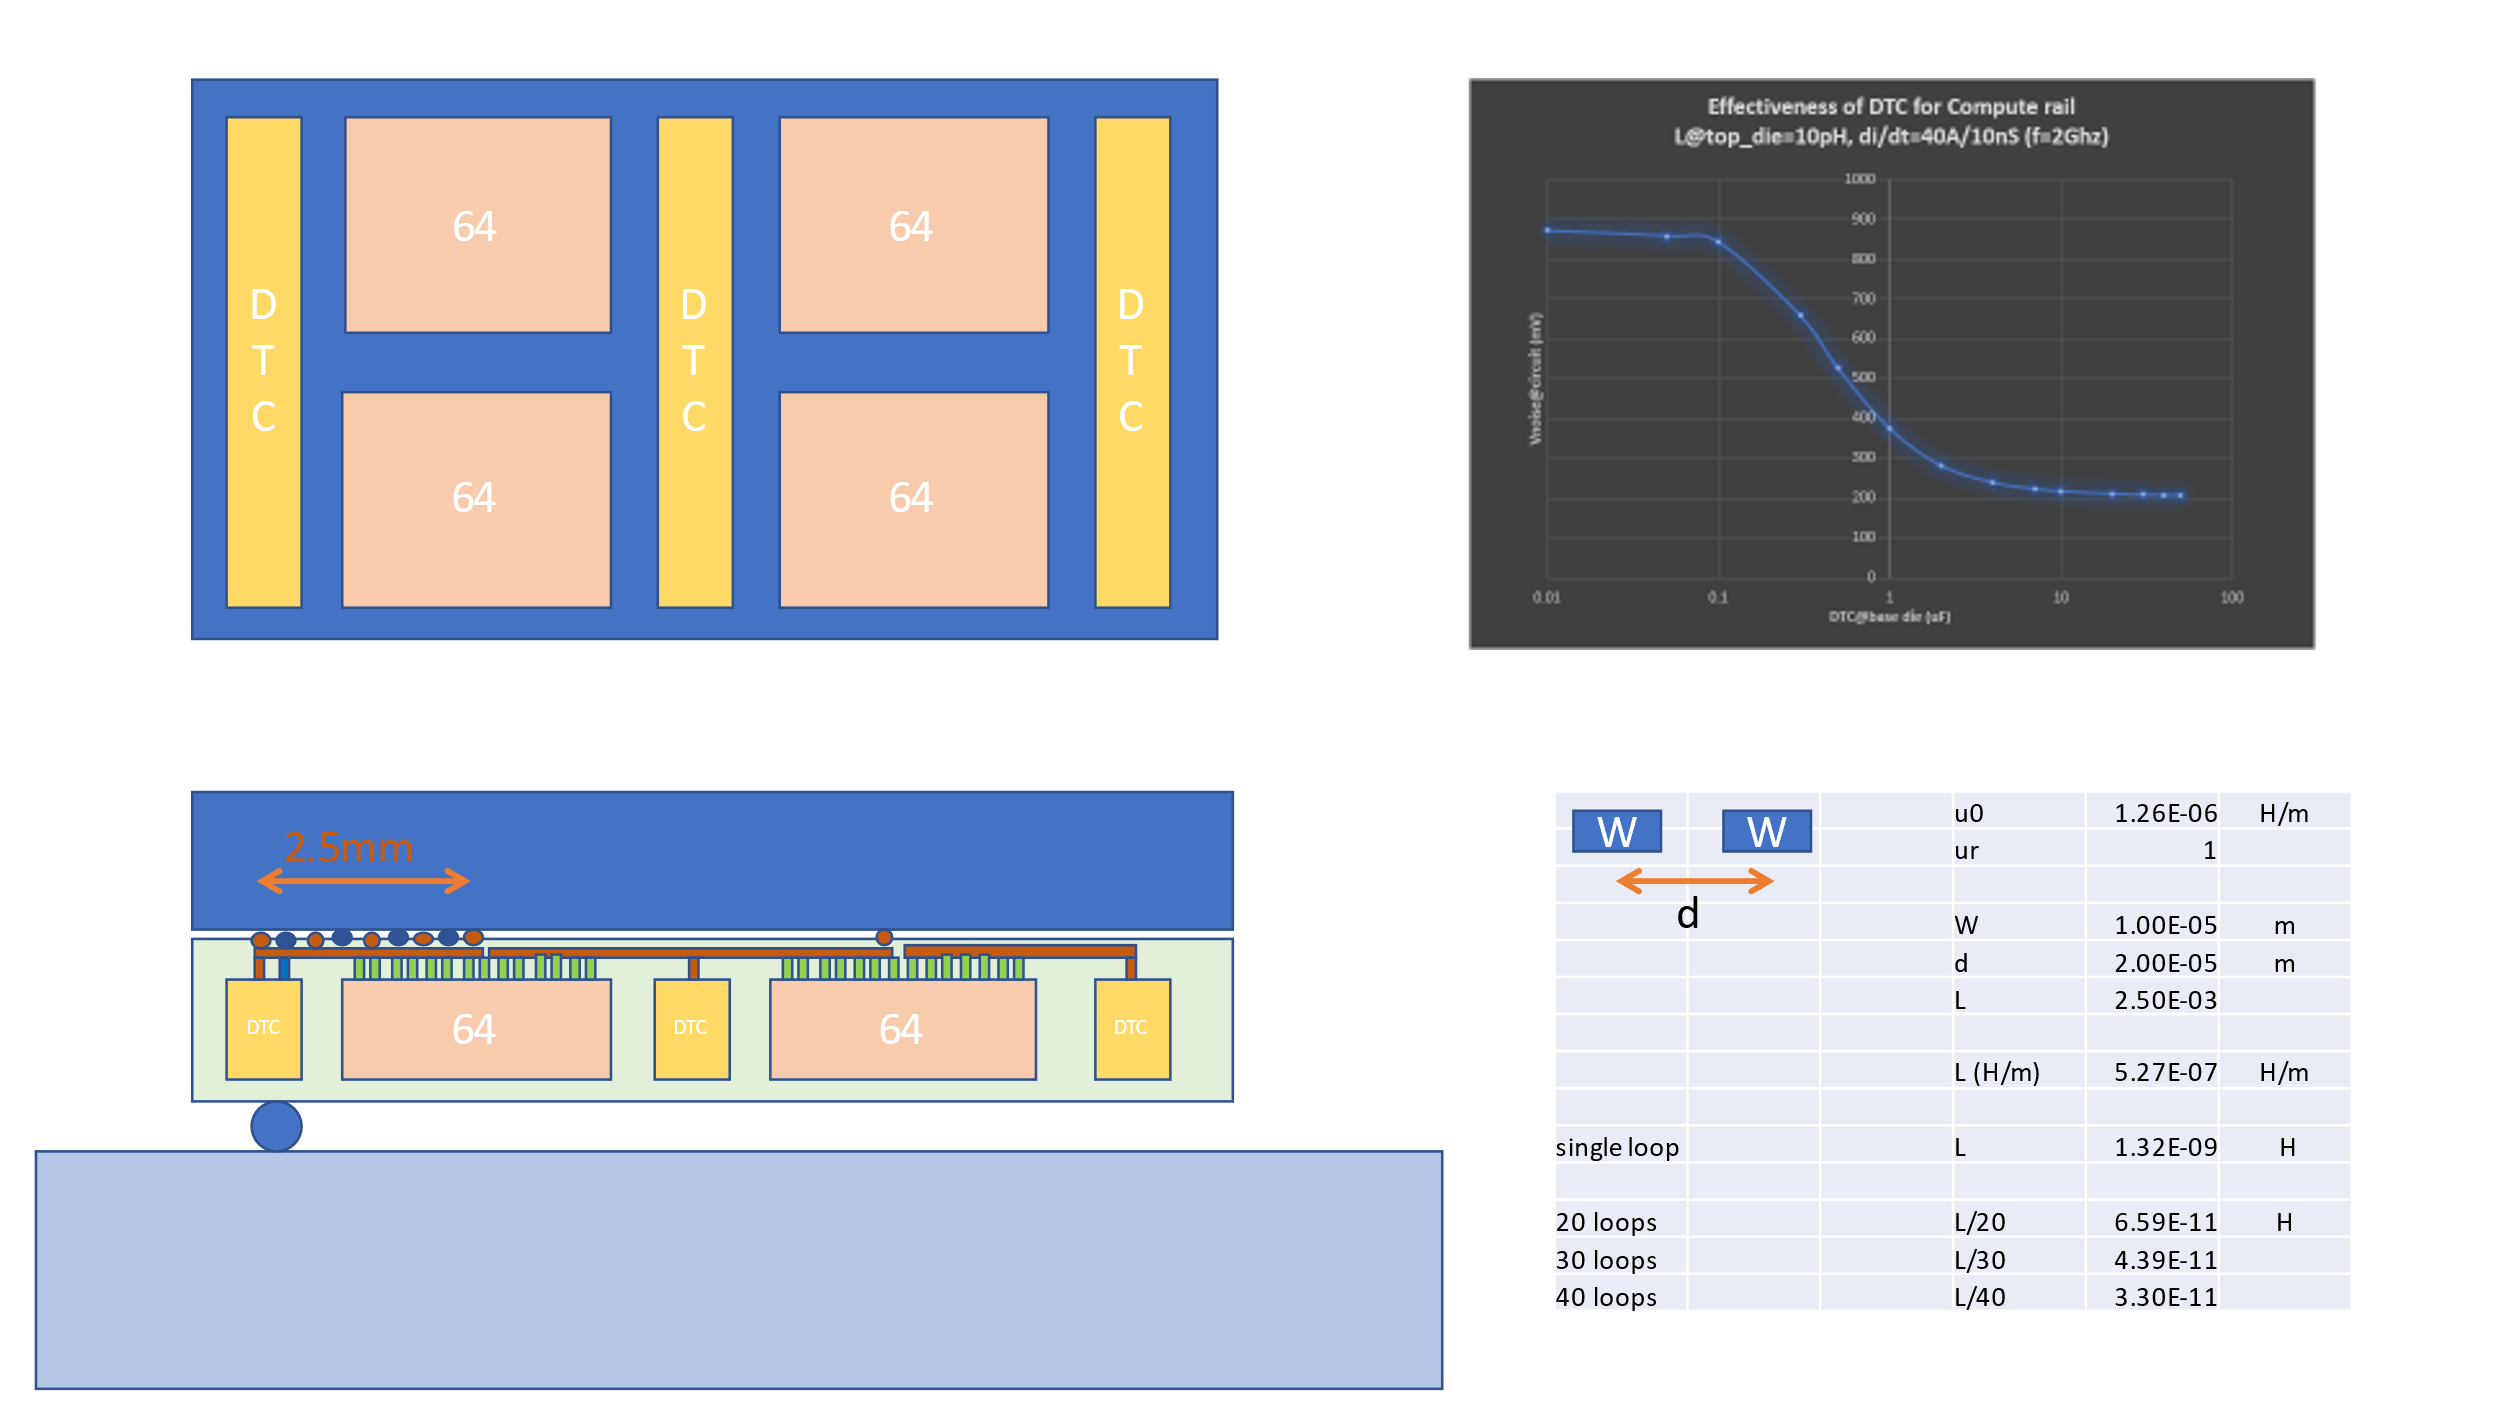 D
T
C
64
64
D
T
C
64
64
D
T
C
Effectiveness of DTC for Compute rail
L@top_die=10pH, di/dt=40A/10nS (f=2Ghz)
Vnoise@circuit (mV)
1000
900
800
700
600
500
400
300
200
100
0
0.01 0.1 1 10 100
DTC@base die (uF)
2.5mm
DTC 64 DTC 64 DTC
W W
d
u0 1.26E-06 H/m
ur 1
W 1.00E-05 m
d 2.00E-05 m
L 2.50E-03
L (H/m) 5.27E-07 H/m
single loop L 1.32E-09 H
20 loops L/20 6.59E-11 H
30 loops L/30 4.39E-11
40 loops L/40 3.30E-11